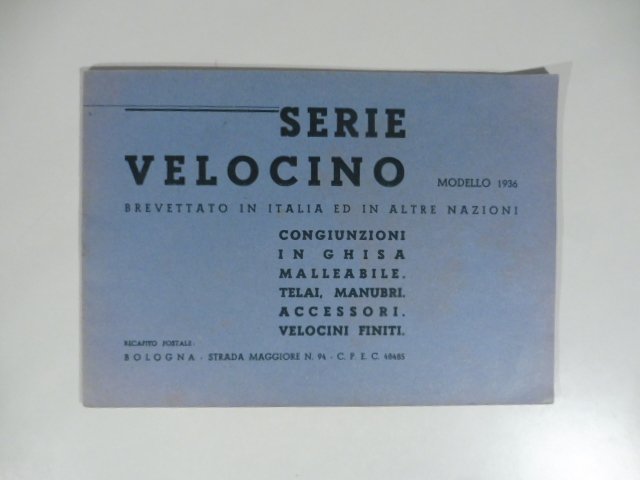 SERIE
VELOCINO MODELLO 1936
BREVETTATO IN ITALIA ED IN ALTRE NAZIONI
CONGIUNZIONI
IN GHISA
MALLEABILE.
TELAI, MANUBRI.
ACCESSORI.
VELOCINI FINITI.
RECAPITO POSTALE:
BOLOGNA - STRADA MAGGIORE N. 94 - C. P. E. C. 48485